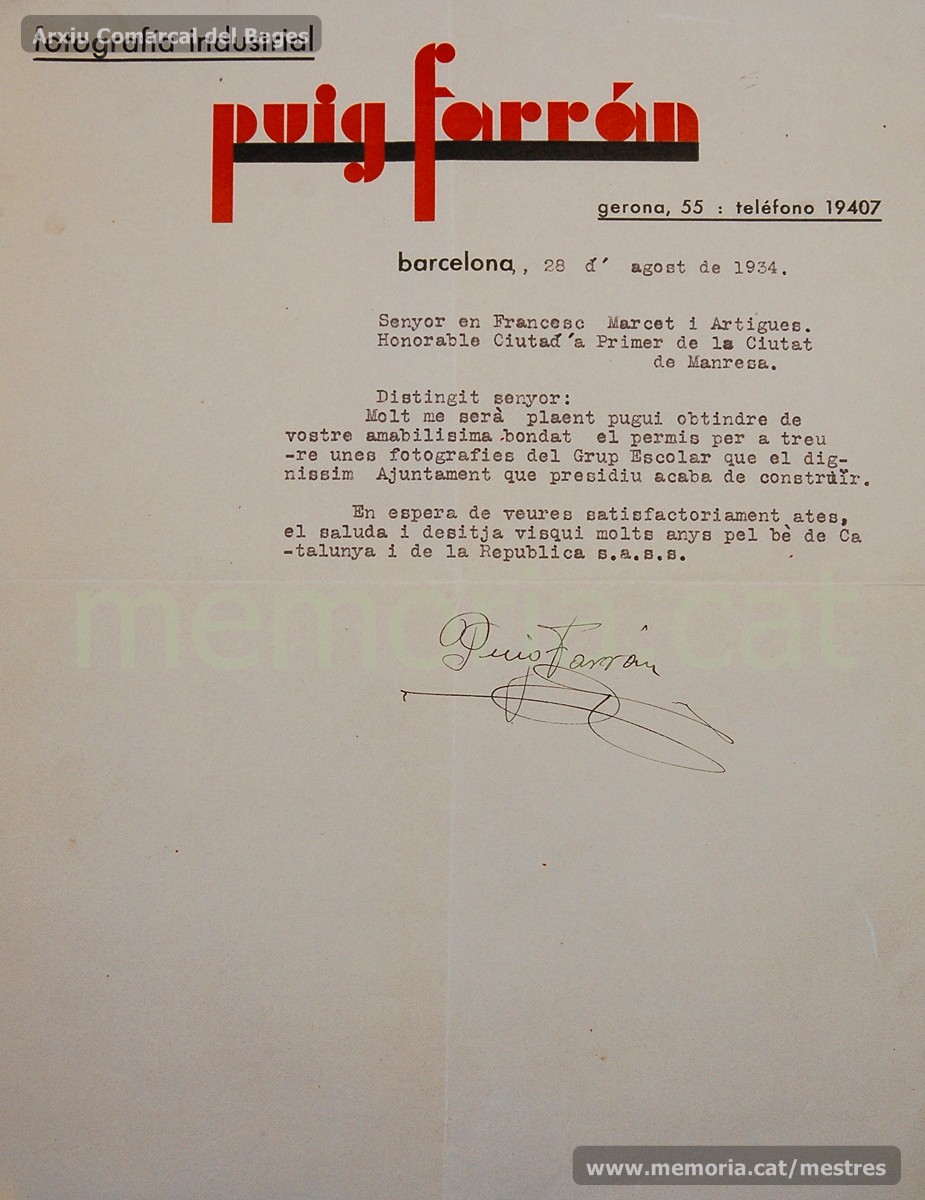 Arxiu Comarcal del Bages
fotografia industrial
puig farrán
gerona, 55 : teléfono 19407
barcelona,, 28 d' agost de 1934.
Senyor en Francesc Marcet i Artigues.
Honorable Ciutad´a Primer de la Ciutat
de Manresa.
Distingit senyor:
Molt me serà plaent pugui obtindre de
vostre amabilisima bondat el permis per a treu
-re unes fotografies del Grup Escolar que el dig-
nissim Ajuntament que presidiu acaba de construïr.
En espera de veures satisfactoriament ates,
el saluda i desitja visqui molts anys pel bè de Ca
-talunya i de la Republica s.a.s.s.
memoria.cat
Puig Farrán
www.memoria.cat/mestres